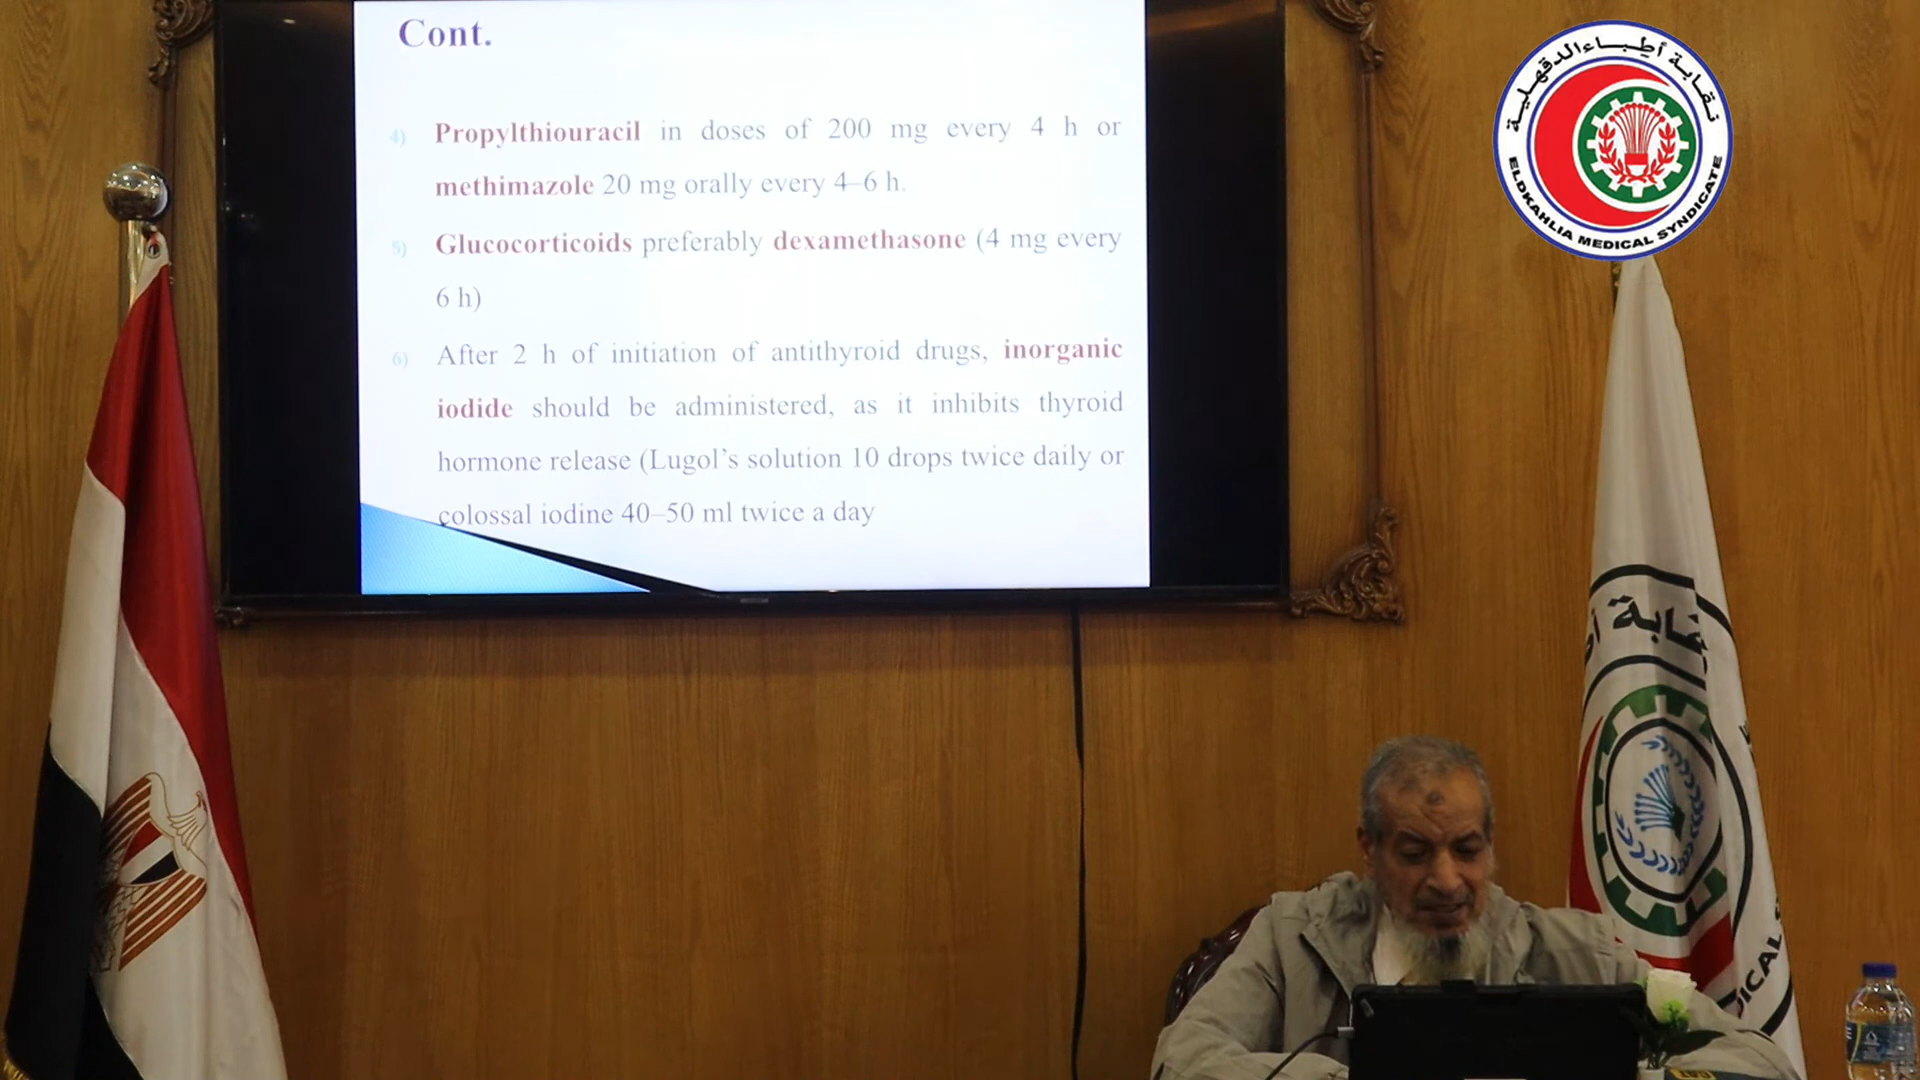 Cont.
4) Propylthiouracil in doses of 200 mg every 4 h or
methimazole 20 mg orally every 4–6 h.
5) Glucocorticoids preferably dexamethasone (4 mg every
6 h)
6) After 2 h of initiation of antithyroid drugs, inorganic
iodide should be administered, as it inhibits thyroid
hormone release (Lugol’s solution 10 drops twice daily or
colossal iodine 40–50 ml twice a day
نقابة أطباء الدقهلية
ELDKAHLIA MEDICAL SYNDICATE
نقابة أط
DICAL S